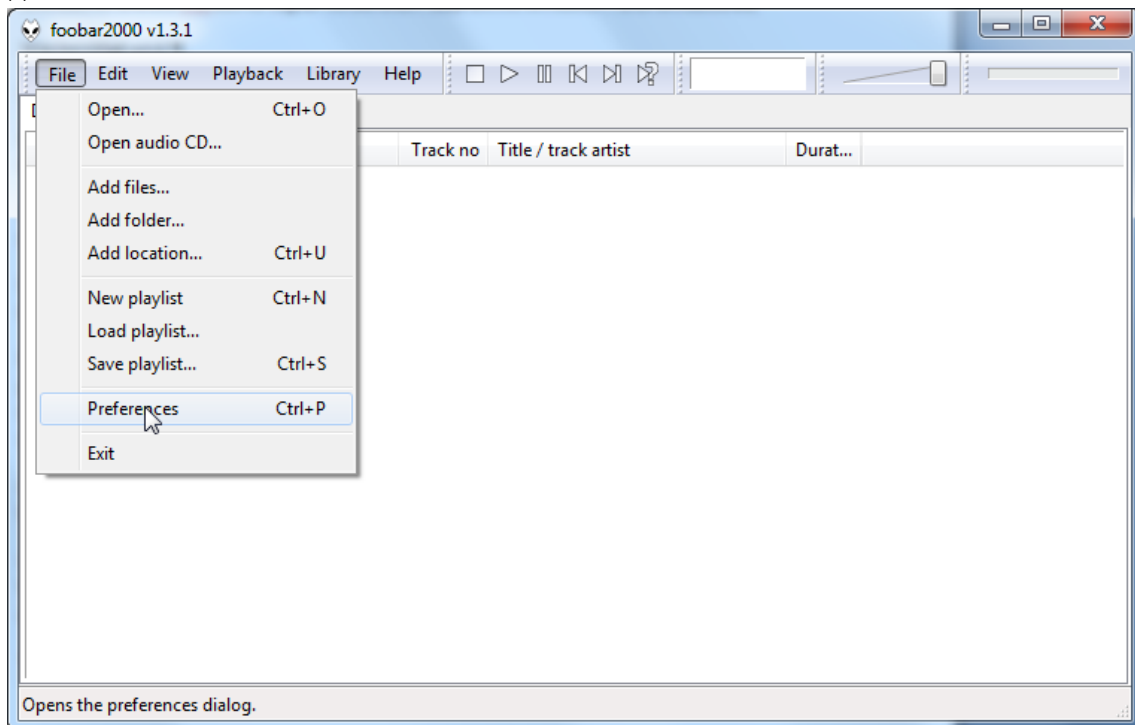 foobar2000 v1.3.1
File Edit View Playback Library Help
Open... Ctrl+O
Open audio CD...
Track no Title / track artist Durat...
Add files...
Add folder...
Add location... Ctrl+U
New playlist Ctrl+N
Load playlist...
Save playlist... Ctrl+S
Preferences Ctrl+P
Exit
Opens the preferences dialog.